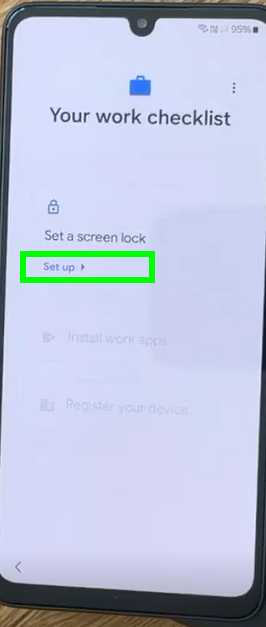 95%
Your work checklist
Set a screen lock
Set up
Install work apps
Register your device